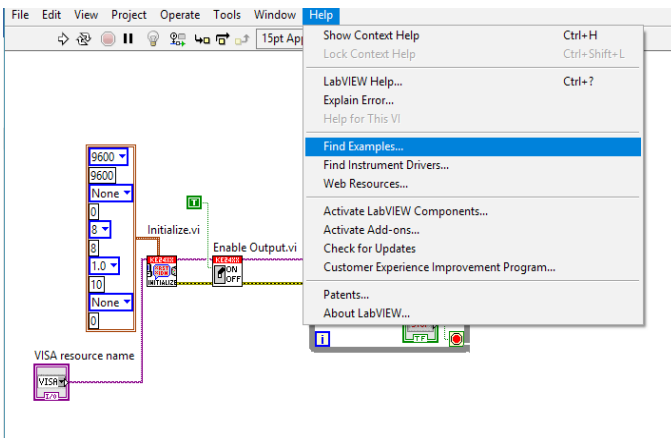 File Edit View Project Operate Tools Window Help
15pt Ap
Show Context Help Ctrl+H
Lock Context Help Ctrl+Shift+L
LabVIEW Help... Ctrl+?
Explain Error...
Help for This VI
Find Examples...
Find Instrument Drivers...
Web Resources...
Activate LabVIEW Components...
Activate Add-ons...
Check for Updates
Customer Experience Improvement Program...
Patents...
About LabVIEW...
9600
9600
None
0
8
8
1.0
10
None
0
T
Initialize.vi
INITIALIZE
Enable Output.vi
ON
OFF
VISA resource name
VISA
I/O
TF
i